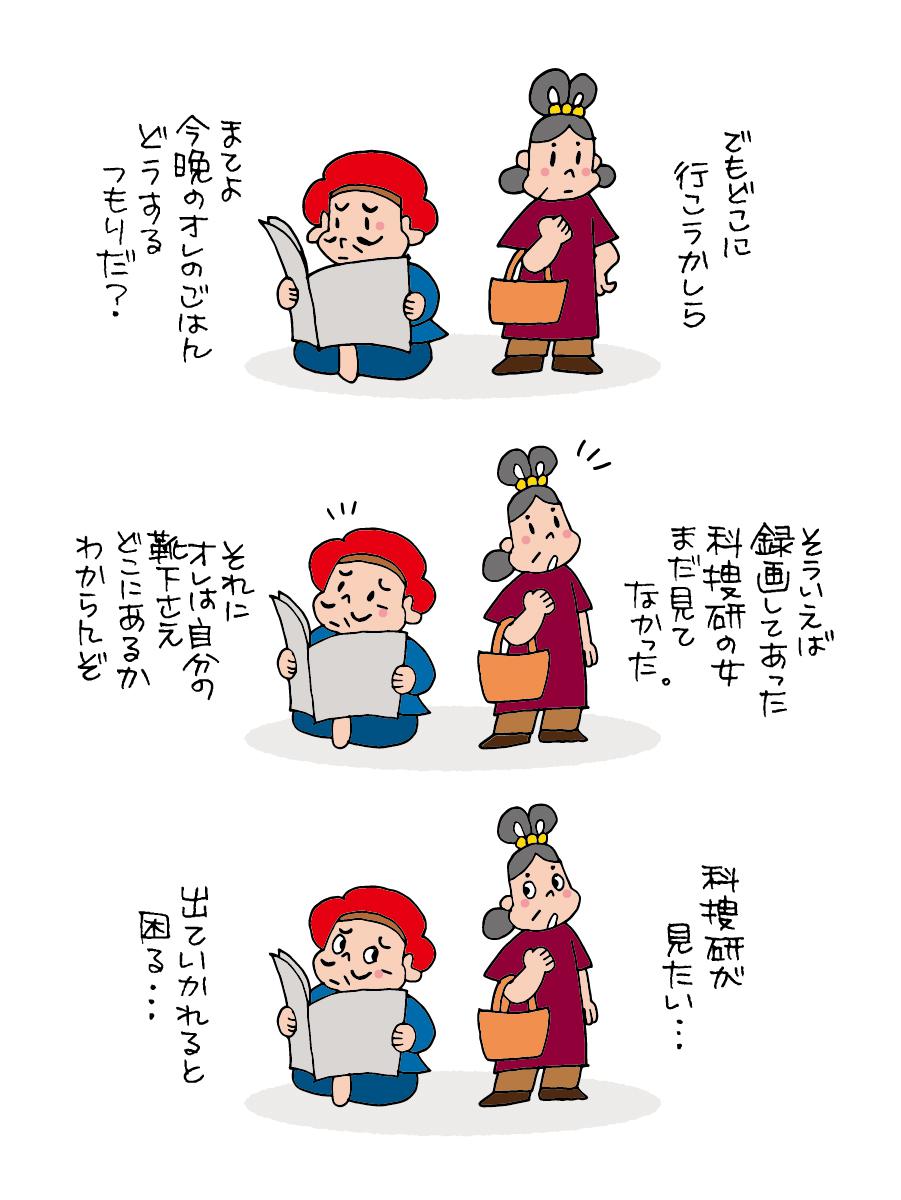 でもどこに
行こうかしら
まてよ
今晩のオレのごはん
どうする
つもりだ？
そういえば
録画してあった
科捜研の女
まだ見て
なかった。
それに
オレは自分の
靴下さえ
どこにあるか
わからんぞ
科捜研が
見たい…
出ていかれると
困る…